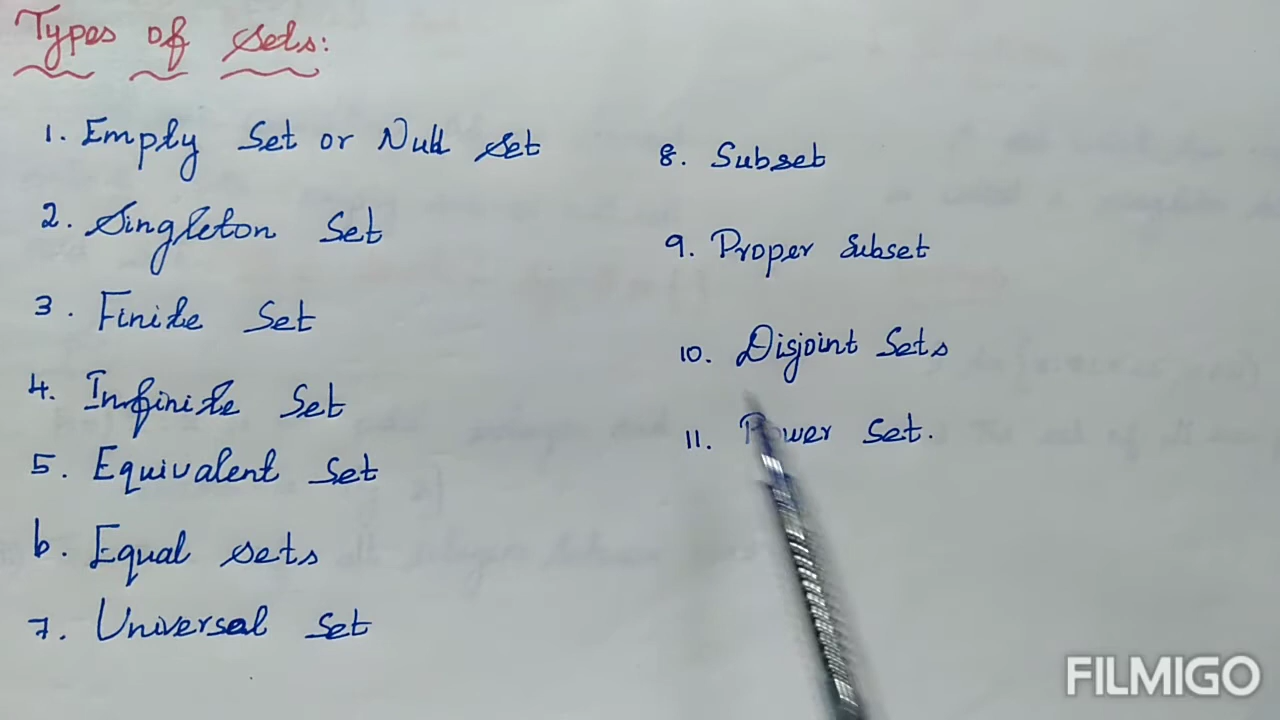 Types of Sets:
1. Empty Set or Null Set
2. Singleton Set
3. Finite Set
4. Infinite Set
5. Equivalent Set
6. Equal Sets
7. Universal Set
8. Subset
9. Proper Subset
10. Disjoint Sets
11. Power Set.
FILMIGO